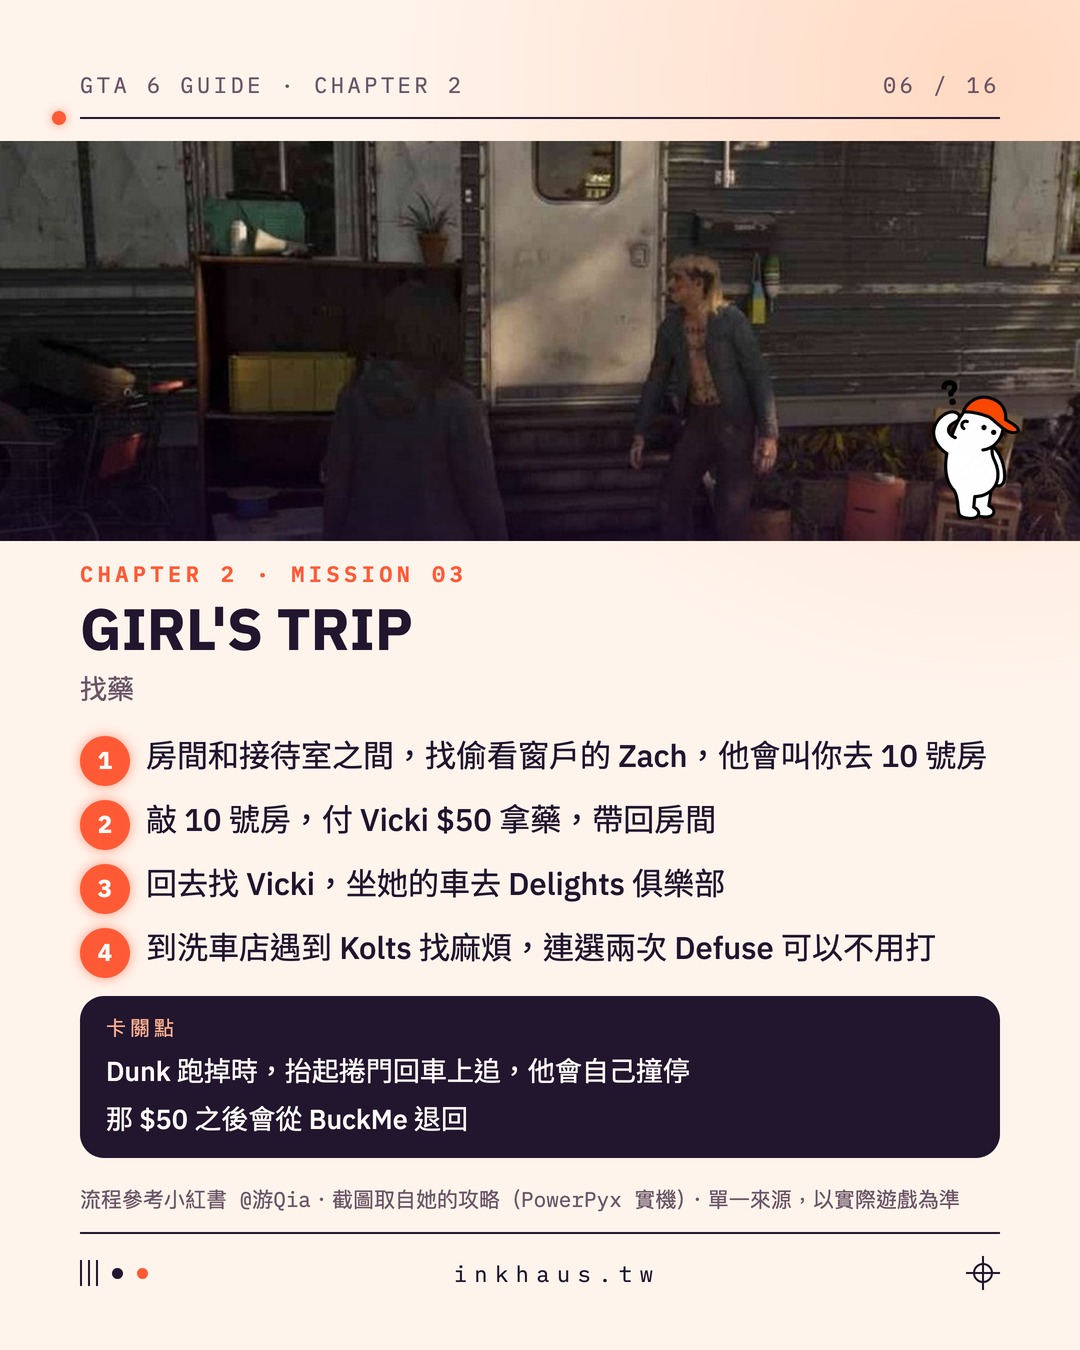 GTA 6 GUIDE · CHAPTER 2
06 / 16
?
CHAPTER 2 · MISSION 03
GIRL'S TRIP
找藥
1 房間和接待室之間，找偷看窗戶的 Zach，他會叫你去 10 號房
2 敲 10 號房，付 Vicki $50 拿藥，帶回房間
3 回去找 Vicki，坐她的車去 Delights 俱樂部
4 到洗車店遇到 Kolts 找麻煩，連選兩次 Defuse 可以不用打
卡關點
Dunk 跑掉時，抬起捲門回車上追，他會自己撞停
那 $50 之後會從 BuckMe 退回
流程參考小紅書 @游Qia · 截圖取自她的攻略（PowerPyx 實機）· 單一來源，以實際遊戲為準
inkhaus.tw